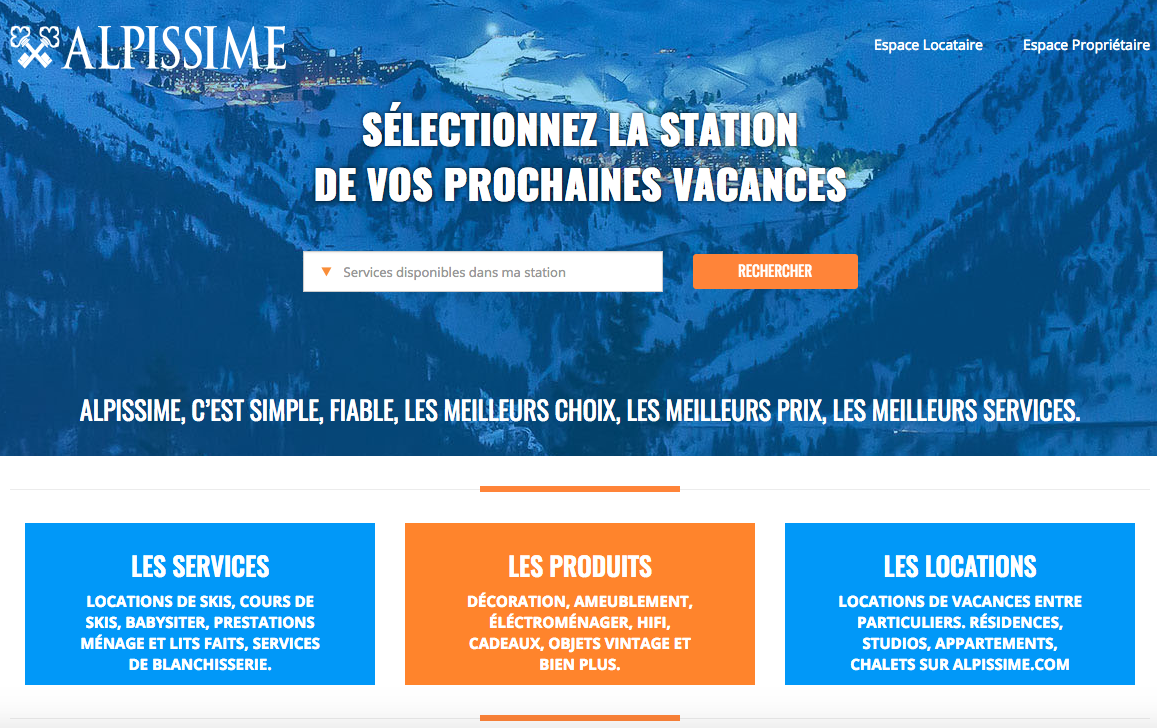 ALPISSIME
Espace Locataire
Espace Propriétaire
SÉLECTIONNEZ LA STATION
DE VOS PROCHAINES VACANCES
Services disponibles dans ma station
RECHERCHER
ALPISSIME, C’EST SIMPLE, FIABLE, LES MEILLEURS CHOIX, LES MEILLEURS PRIX, LES MEILLEURS SERVICES.
LES SERVICES
LOCATIONS DE SKIS, COURS DE
SKIS, BABYSITER, PRESTATIONS
MÉNAGE ET LITS FAITS, SERVICES
DE BLANCHISSERIE.
LES PRODUITS
DÉCORATION, AMEUBLEMENT,
ÉLÉCTROMÉNAGER, HIFI,
CADEAUX, OBJETS VINTAGE ET
BIEN PLUS.
LES LOCATIONS
LOCATIONS DE VACANCES ENTRE
PARTICULIERS. RÉSIDENCES,
STUDIOS, APPARTEMENTS,
CHALETS SUR ALPISSIME.COM